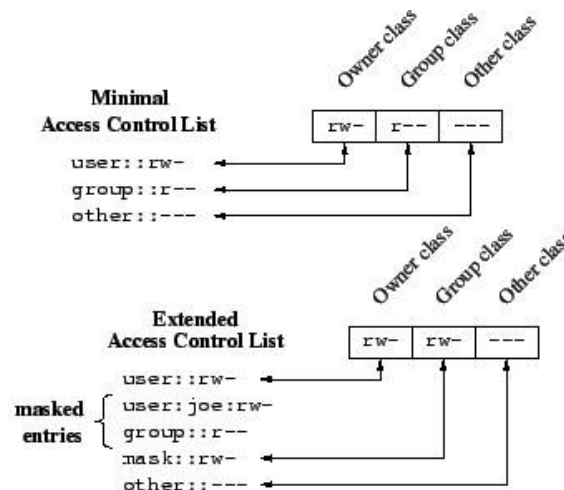 Owner class
Group class
Other class
Minimal
Access Control List
rw- r-- ---
user::rw-
group::r--
other::---
Owner class
Group class
Other class
Extended
Access Control List
rw- rw- ---
user::rw-
masked
entries
user:joe:rw-
group::r--
mask::rw-
other::---